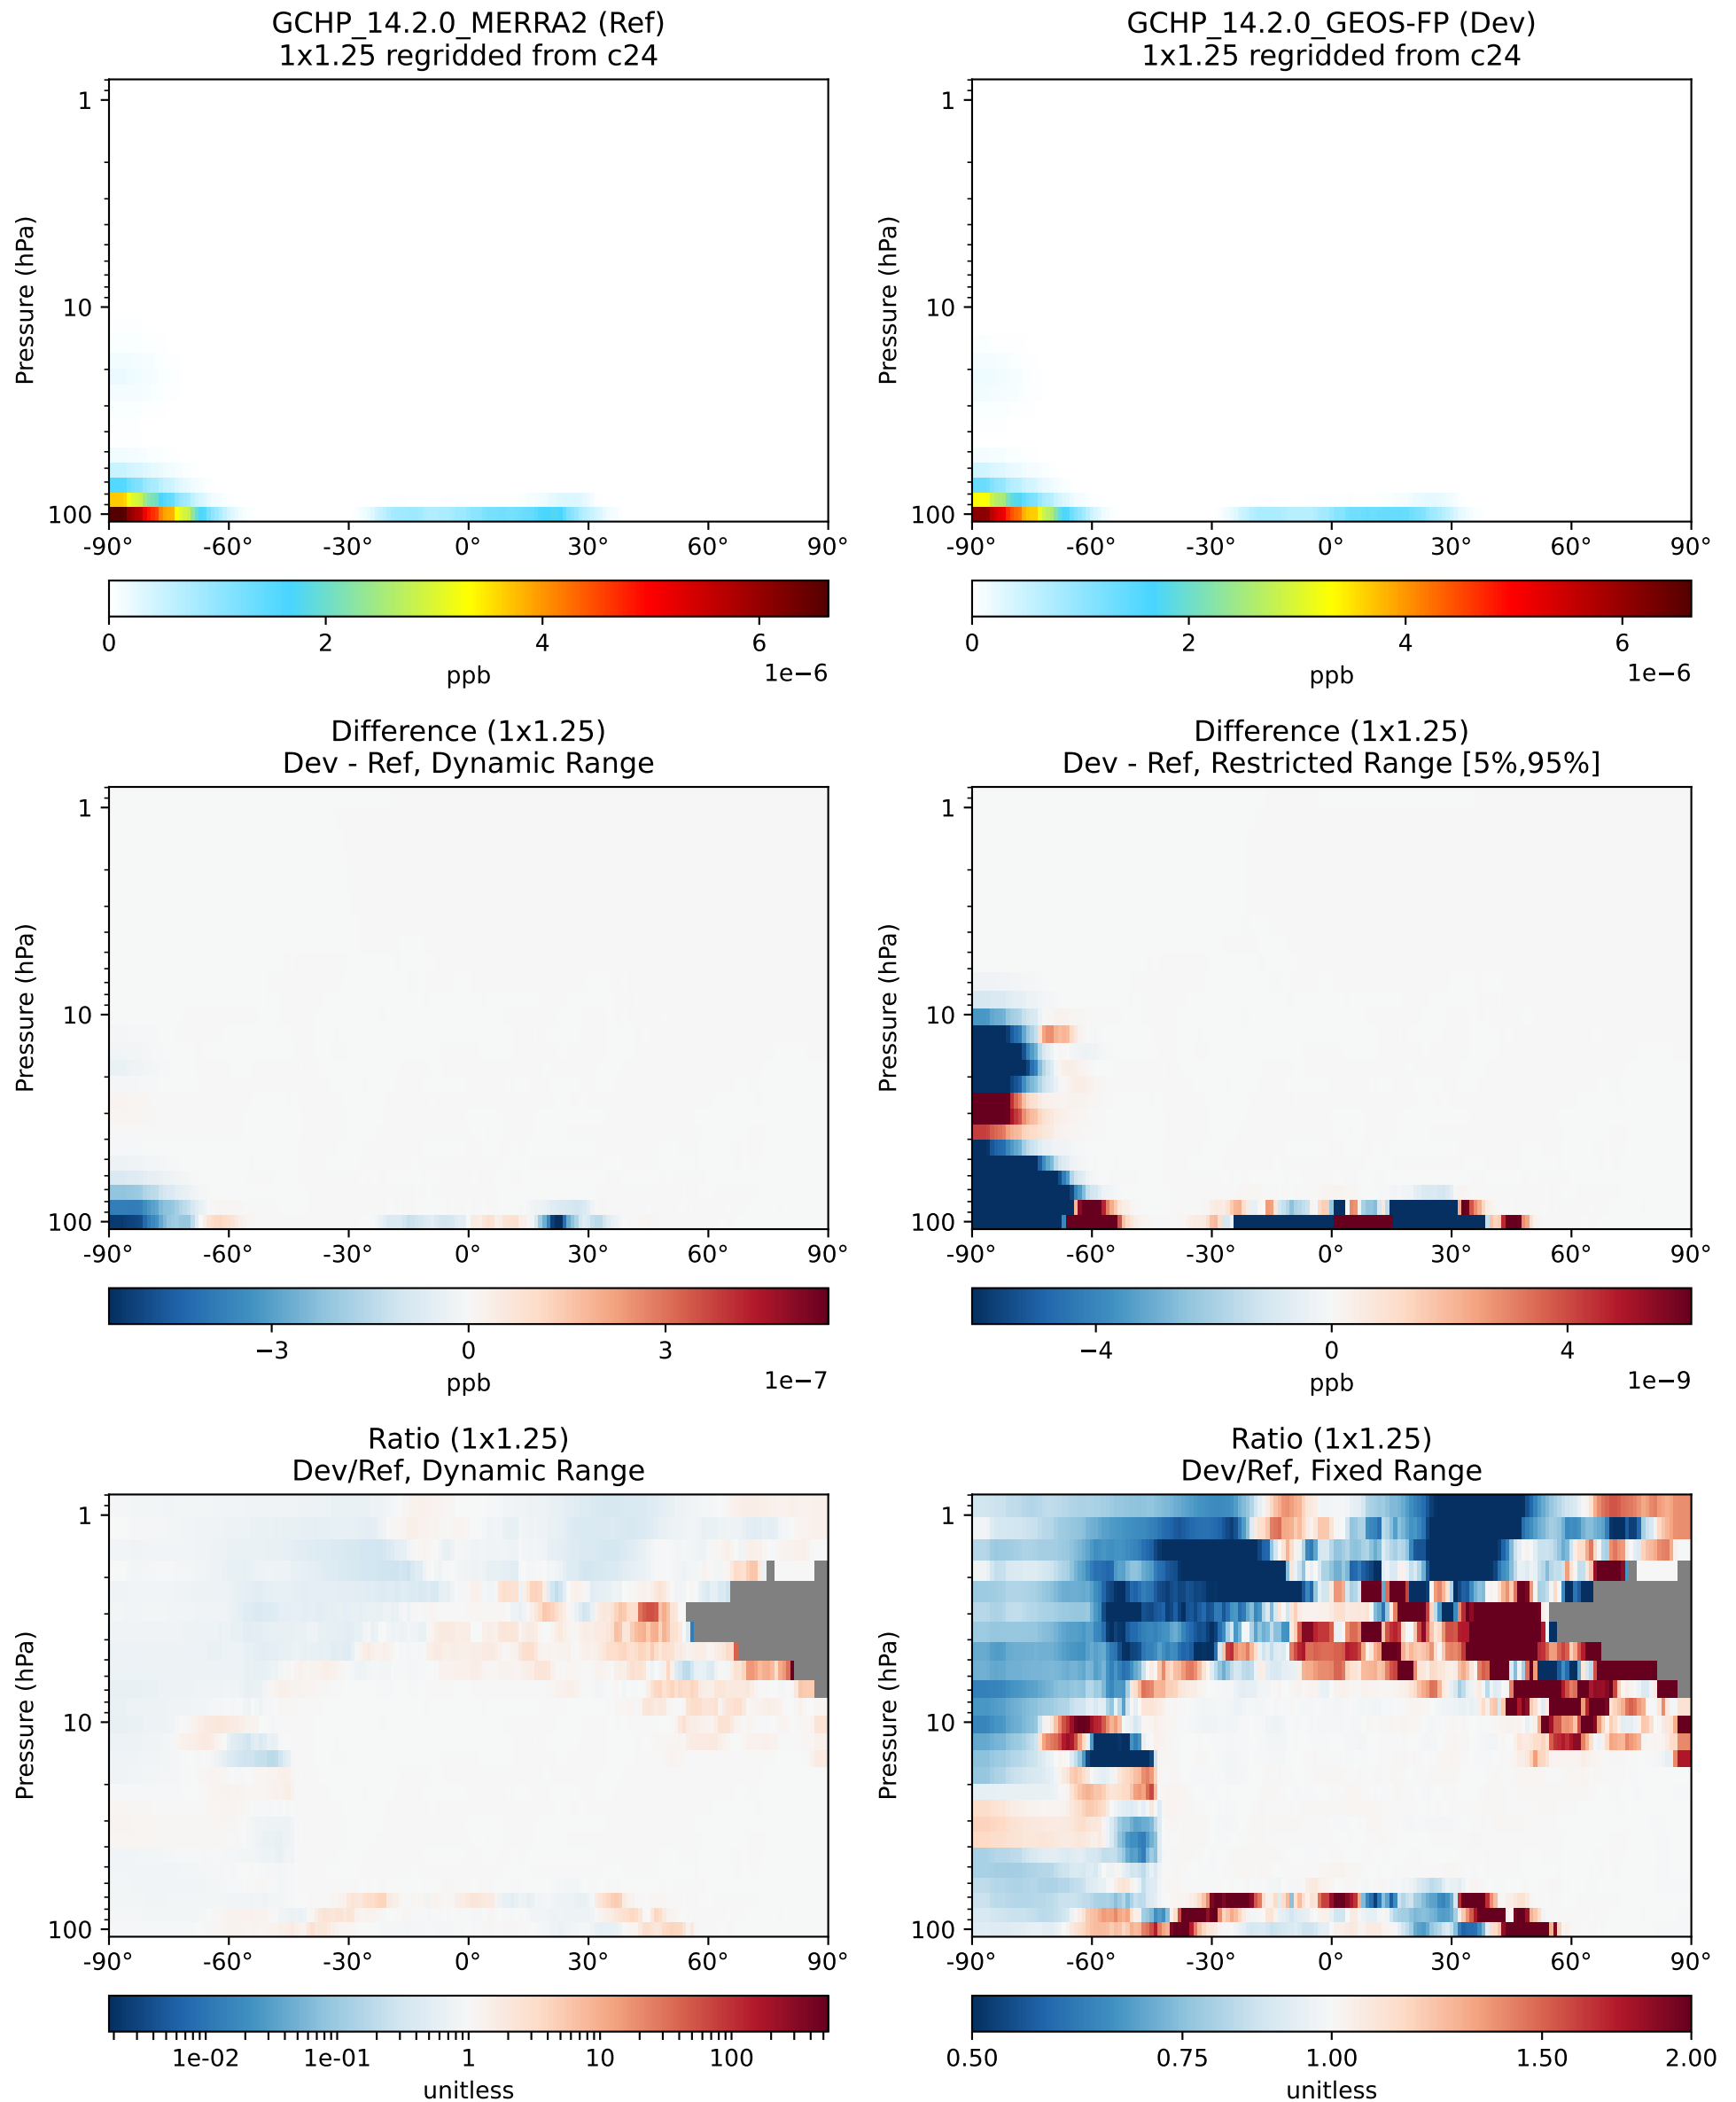 GCHP_14.2.0_MERRA2 (Ref)
1x1.25 regridded from c24
Pressure (hPa)
1
10
100
-90° -60° -30° 0° 30° 60° 90°
0 2 4 6
ppb
1e−6
GCHP_14.2.0_GEOS-FP (Dev)
1x1.25 regridded from c24
Pressure (hPa)
1
10
100
-90° -60° -30° 0° 30° 60° 90°
0 2 4 6
ppb
1e−6
Difference (1x1.25)
Dev - Ref, Dynamic Range
Pressure (hPa)
1
10
100
-90° -60° -30° 0° 30° 60° 90°
−3 0 3
ppb
1e−7
Difference (1x1.25)
Dev - Ref, Restricted Range [5%,95%]
Pressure (hPa)
1
10
100
-90° -60° -30° 0° 30° 60° 90°
−4 0 4
ppb
1e−9
Ratio (1x1.25)
Dev/Ref, Dynamic Range
Pressure (hPa)
1
10
100
-90° -60° -30° 0° 30° 60° 90°
1e-02 1e-01 1 10 100
unitless
Ratio (1x1.25)
Dev/Ref, Fixed Range
Pressure (hPa)
1
10
100
-90° -60° -30° 0° 30° 60° 90°
0.50 0.75 1.00 1.50 2.00
unitless